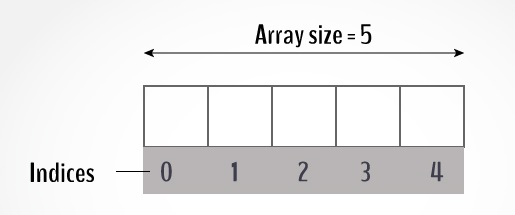 Array size = 5
Indices 0 1 2 3 4